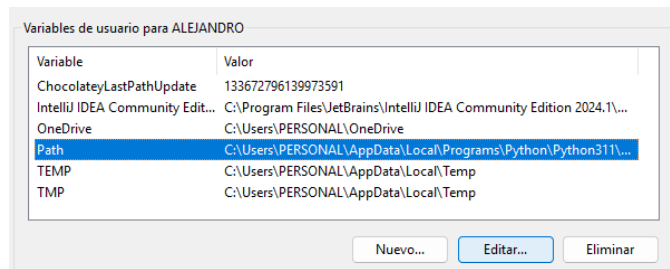 Variables de usuario para ALEJANDRO
Variable Valor
ChocolateyLastPathUpdate 133672796139973591
IntelliJ IDEA Community Edit... C:\Program Files\JetBrains\IntelliJ IDEA Community Edition 2024.1\...
OneDrive C:\Users\PERSONAL\OneDrive
Path C:\Users\PERSONAL\AppData\Local\Programs\Python\Python311\...
TEMP C:\Users\PERSONAL\AppData\Local\Temp
TMP C:\Users\PERSONAL\AppData\Local\Temp
Nuevo... Editar... Eliminar